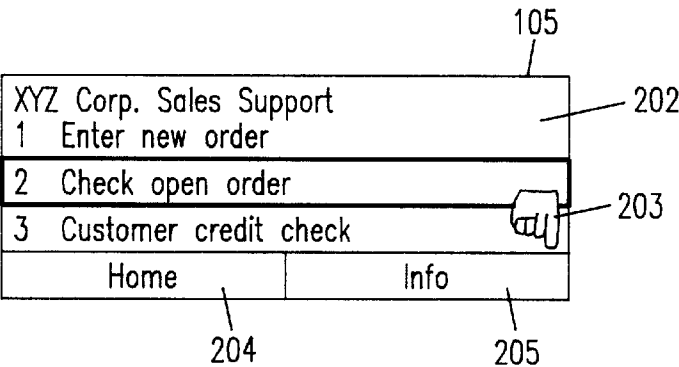 105
XYZ Corp. Sales Support
202
1 Enter new order
2 Check open order
203
3 Customer credit check
Home Info
204 205